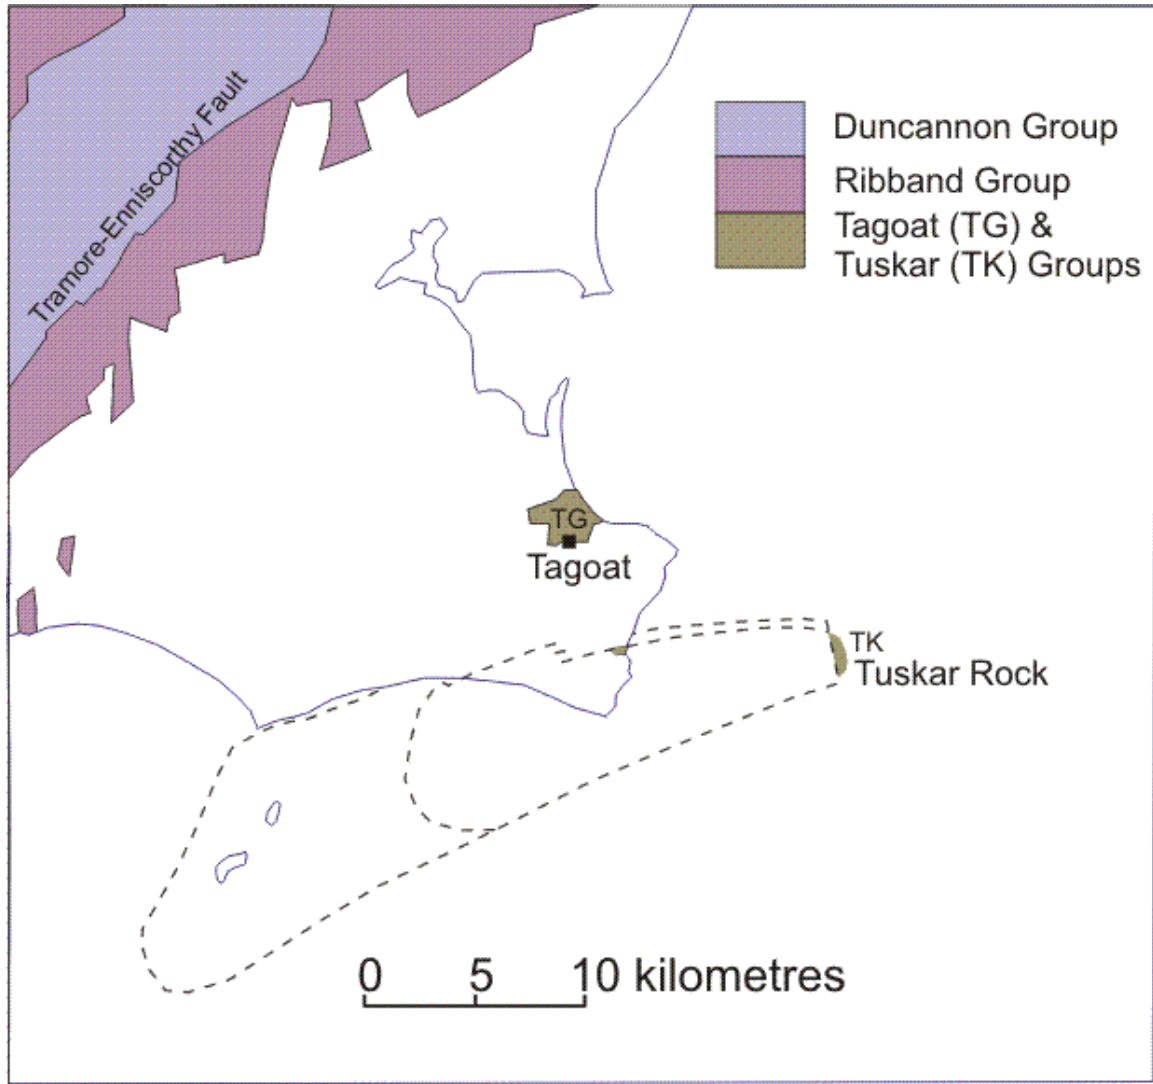 Tramore-Enniscorthy Fault
Duncannon Group
Ribband Group
Tagoat (TG) &
Tuskar (TK) Groups
TG
Tagoat
TK
Tuskar Rock
0 5 10 kilometres